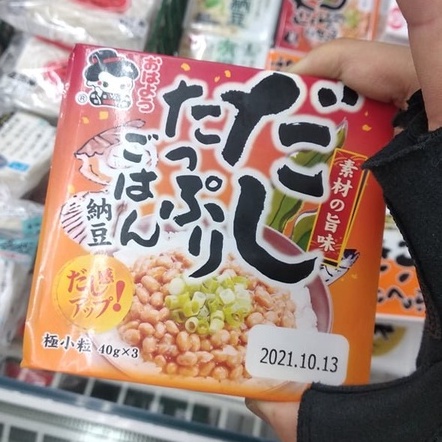 おはよう
®
だし
たっぷり
ごはん
納豆
素材の旨味
だし感
アップ!
極小粒 40g×3
2021.10.13